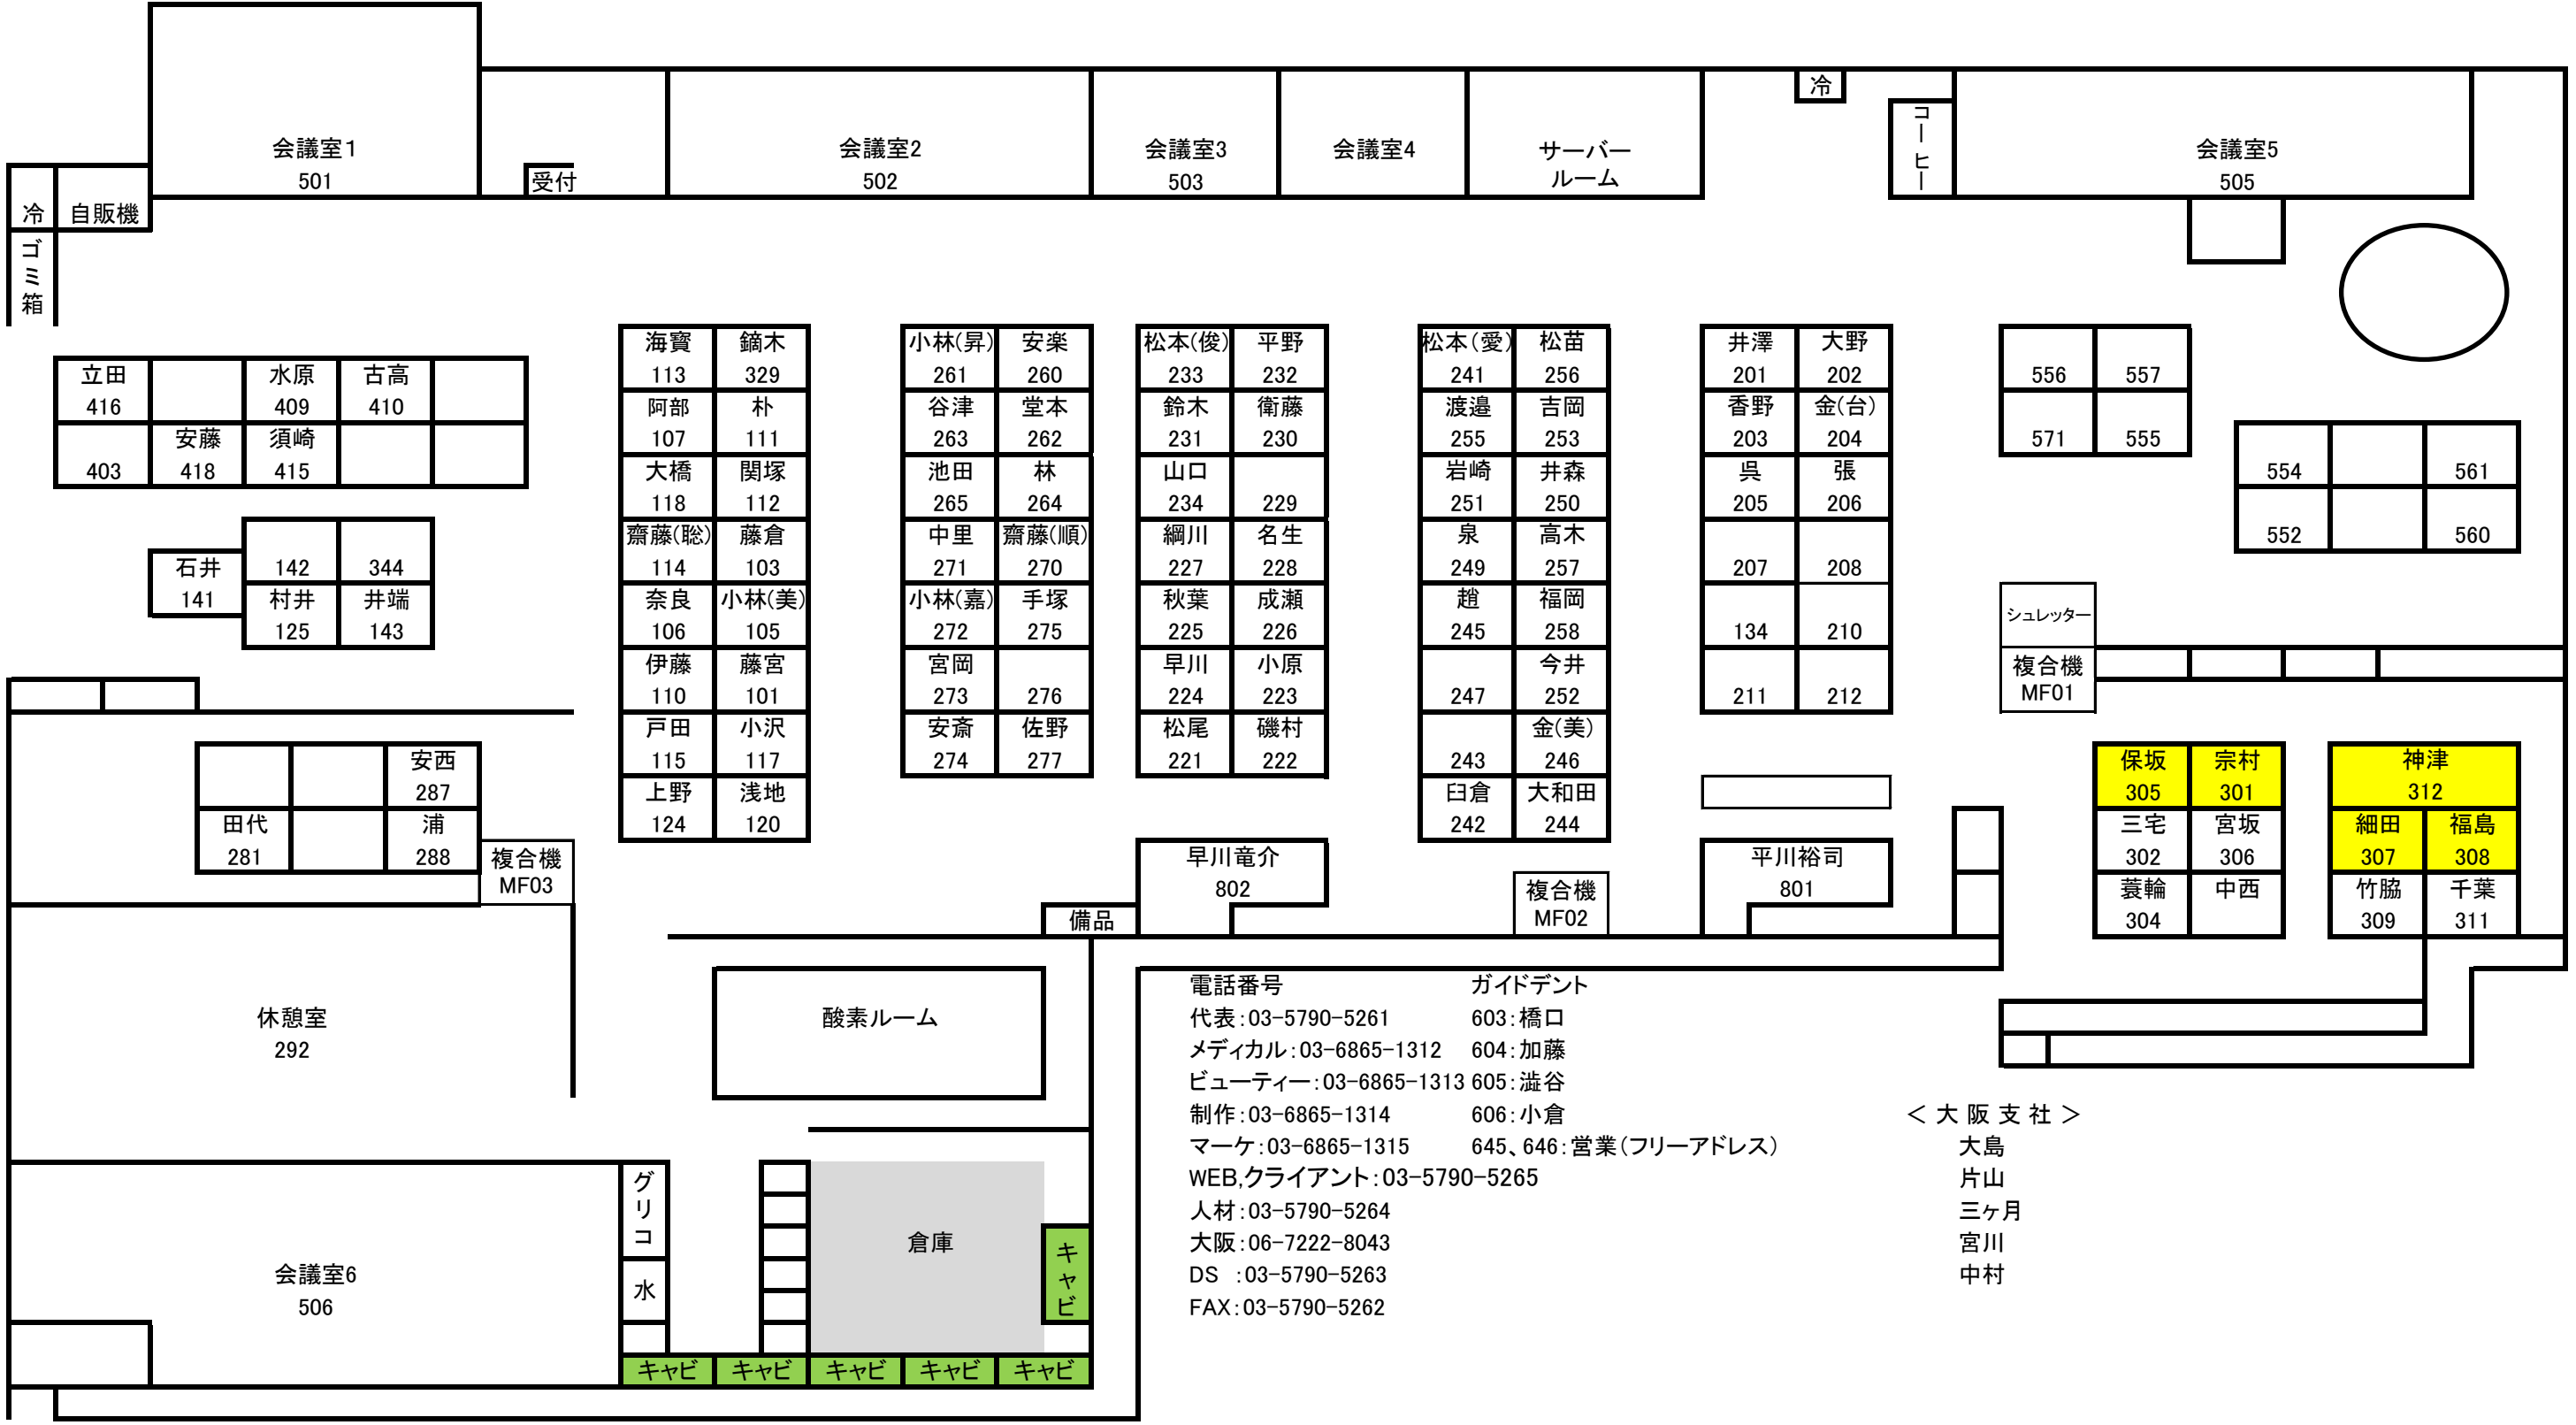 会議室1
501
受付
会議室2
502
会議室3
503
会議室4
サーバー
ルーム
冷
コーヒー
会議室5
505
冷
自販機
ゴミ箱
立田
416
水原
409
古高
410
403
安藤
418
須崎
415
石井
141
142
344
村井
125
井端
143
海寳
113
鏑木
329
阿部
107
朴
111
大橋
118
関塚
112
齋藤(聡)
114
藤倉
103
奈良
106
小林(美)
105
伊藤
110
藤宮
101
戸田
115
小沢
117
上野
124
浅地
120
小林(昇)
261
安楽
260
谷津
263
堂本
262
池田
265
林
264
中里
271
齋藤(順)
270
小林(嘉)
272
手塚
275
宮岡
273
276
安斎
274
佐野
277
松本(俊)
233
平野
232
鈴木
231
衛藤
230
山口
234
229
綱川
227
名生
228
秋葉
225
成瀬
226
早川
224
小原
223
松尾
221
磯村
222
松本(愛)
241
松苗
256
渡邉
255
吉岡
253
岩崎
251
井森
250
泉
249
高木
257
趙
245
福岡
258
247
今井
252
243
金(美)
246
臼倉
242
大和田
244
井澤
201
大野
202
香野
203
金(台)
204
呉
205
張
206
207
208
134
210
211
212
556
557
571
555
554
561
552
560
シュレッター
複合機
MF01
保坂
305
宗村
301
三宅
302
宮坂
306
蓑輪
304
中西
神津
312
細田
307
福島
308
竹脇
309
千葉
311
安西
287
田代
281
浦
288
複合機
MF03
早川竜介
802
備品
複合機
MF02
平川裕司
801
休憩室
292
酸素ルーム
会議室6
506
グリコ
水
倉庫
キャビ
キャビ
キャビ
キャビ
キャビ
キャビ
電話番号
代表:03-5790-5261
メディカル:03-6865-1312
ビューティー:03-6865-1313
制作:03-6865-1314
マーケ:03-6865-1315
WEB,クライアント:03-5790-5265
人材:03-5790-5264
大阪:06-7222-8043
DS :03-5790-5263
FAX:03-5790-5262
ガイドデント
603:橋口
604:加藤
605:澁谷
606:小倉
645、646:営業(フリーアドレス)
＜大阪支社＞
大島
片山
三ヶ月
宮川
中村